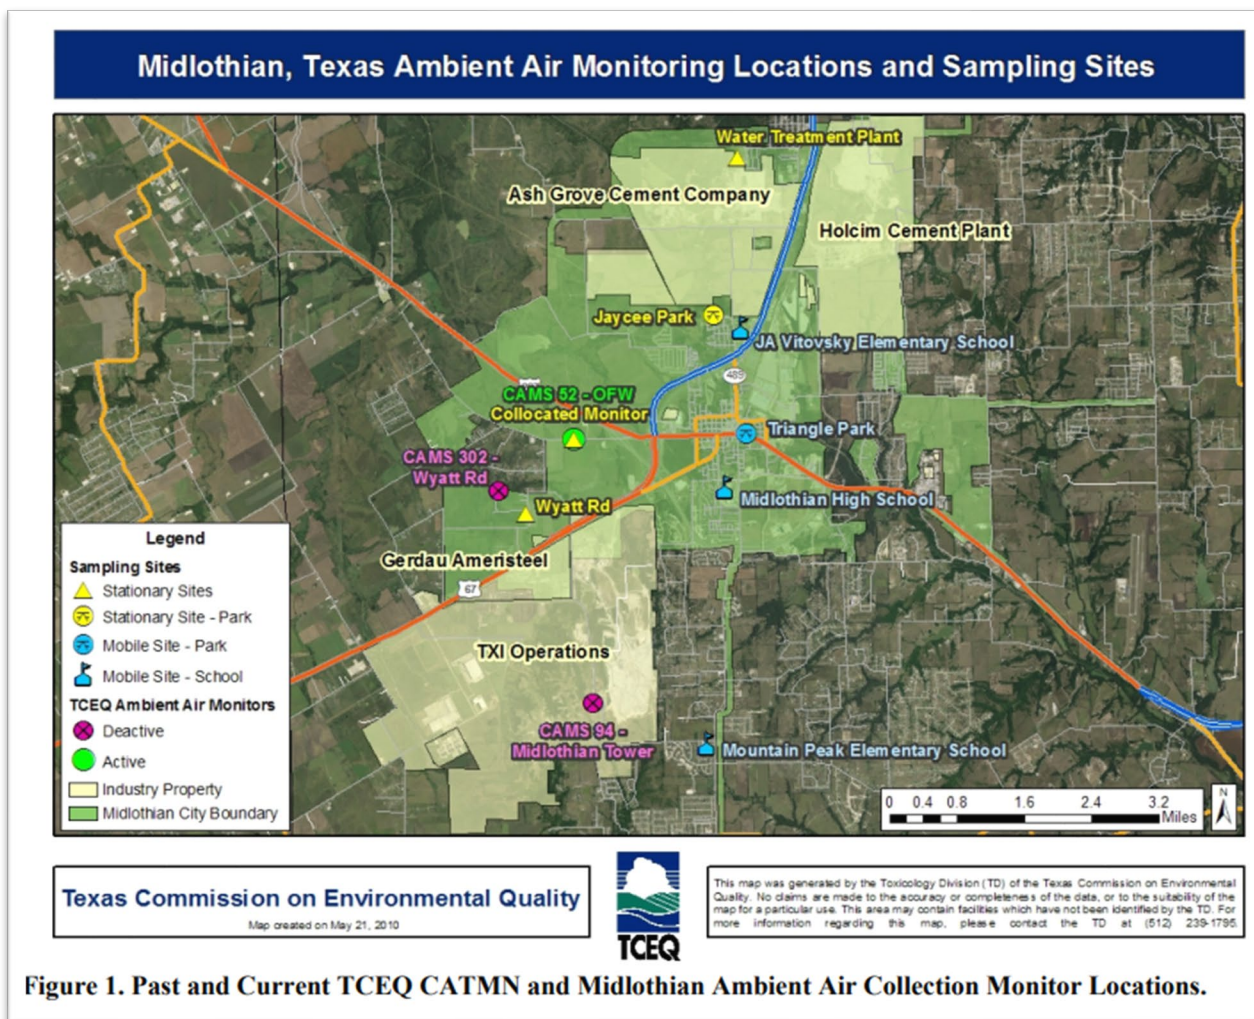 Midlothian, Texas Ambient Air Monitoring Locations and Sampling Sites
Water Treatment Plant
Ash Grove Cement Company
Holcim Cement Plant
Jaycee Park
JA Vitovsky Elementary School
489
CAMS 52 - OFW
Collocated Monitor
Triangle Park
CAMS 302 -
Wyatt Rd
Midlothian High School
Wyatt Rd
Gerdau Ameristeel
67
TXI Operations
CAMS 94 -
Midlothian Tower
Mountain Peak Elementary School
Legend
Sampling Sites
Stationary Sites
Stationary Site - Park
Mobile Site - Park
Mobile Site - School
TCEQ Ambient Air Monitors
Deactive
Active
Industry Property
Midlothian City Boundary
0 0.4 0.8 1.6 2.4 3.2
Miles
N
Texas Commission on Environmental Quality
Map created on May 21, 2010
TCEQ
This map was generated by the Toxicology Division (TD) of the Texas Commission on Environmental
Quality. No claims are made to the accuracy or completeness of the data, or to the suitability of the
map for a particular use. This area may contain facilities which have not been identified by the TD. For
more information regarding this map, please contact the TD at (512) 239-1795.
Figure 1. Past and Current TCEQ CATMN and Midlothian Ambient Air Collection Monitor Locations.